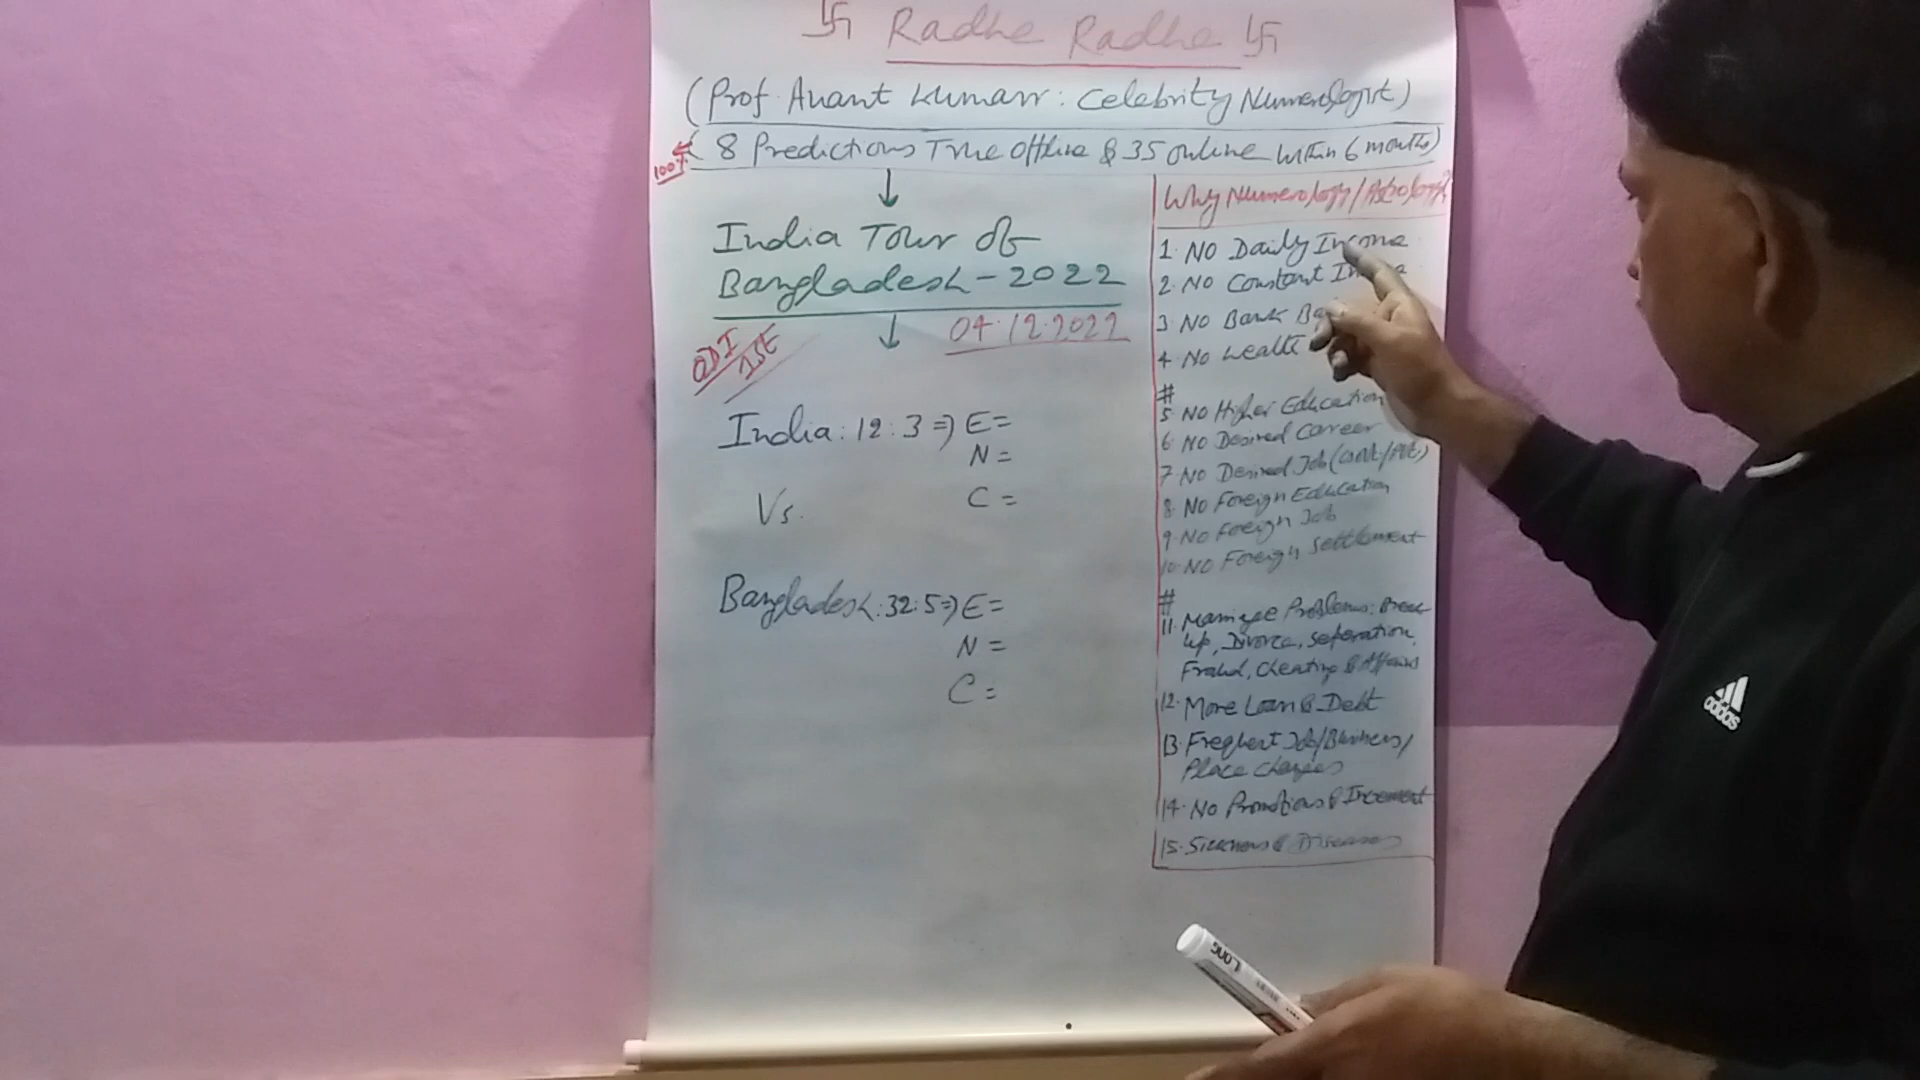 卐 Radhe Radhe 卐
(Prof. Anant Kumarr: Celebrity Numerologist)
100%
8 Predictions True Offline & 35 online within 6 months)
India Tour of
Bangladesh-2022
04.12.2022
ODI
1st
India: 12:3 => E=
N =
C =
Vs.
Bangladesh: 32:5 => E=
N =
C =
Why Numerology/Astrology?
1. NO Daily Income
2. NO Constant
3. NO Bank
4. No wealth
#
5 NO Higher Education
6 NO Desired Career
7 NO Desired Job (Govt/Pvt)
8. NO Foreign Education
9. NO Foreign Job
10. NO Foreign Settlement
#
11. Marriage Problems: Break
up, Divorce, Seperation,
Fraud, Cheating & Affairs
12. More Loan & Debt
13. Frequent Job/Business/
Place Changes
14. No Promotions & Increment
15. Sickness & Diseases
adidas
LONG